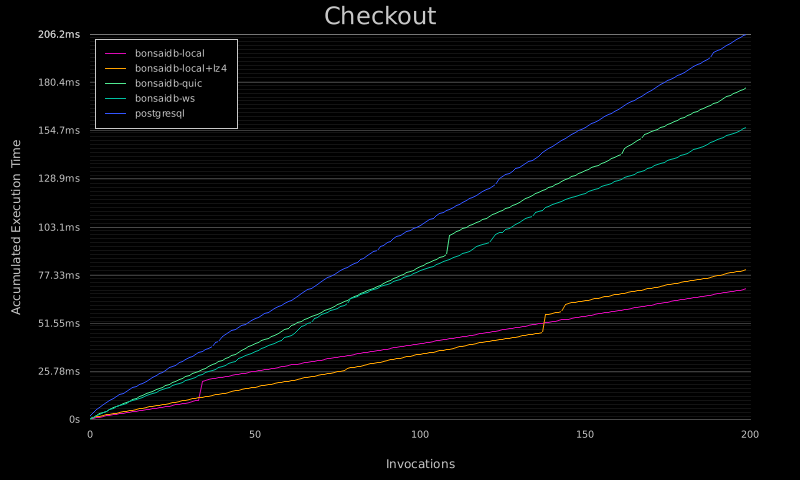 Checkout
206.2ms
180.4ms
154.7ms
128.9ms
103.1ms
77.33ms
51.55ms
25.78ms
0s
bonsaidb-local
bonsaidb-local+lz4
bonsaidb-quic
bonsaidb-ws
postgresql
Accumulated Execution Time
0 50 100 150 200
Invocations